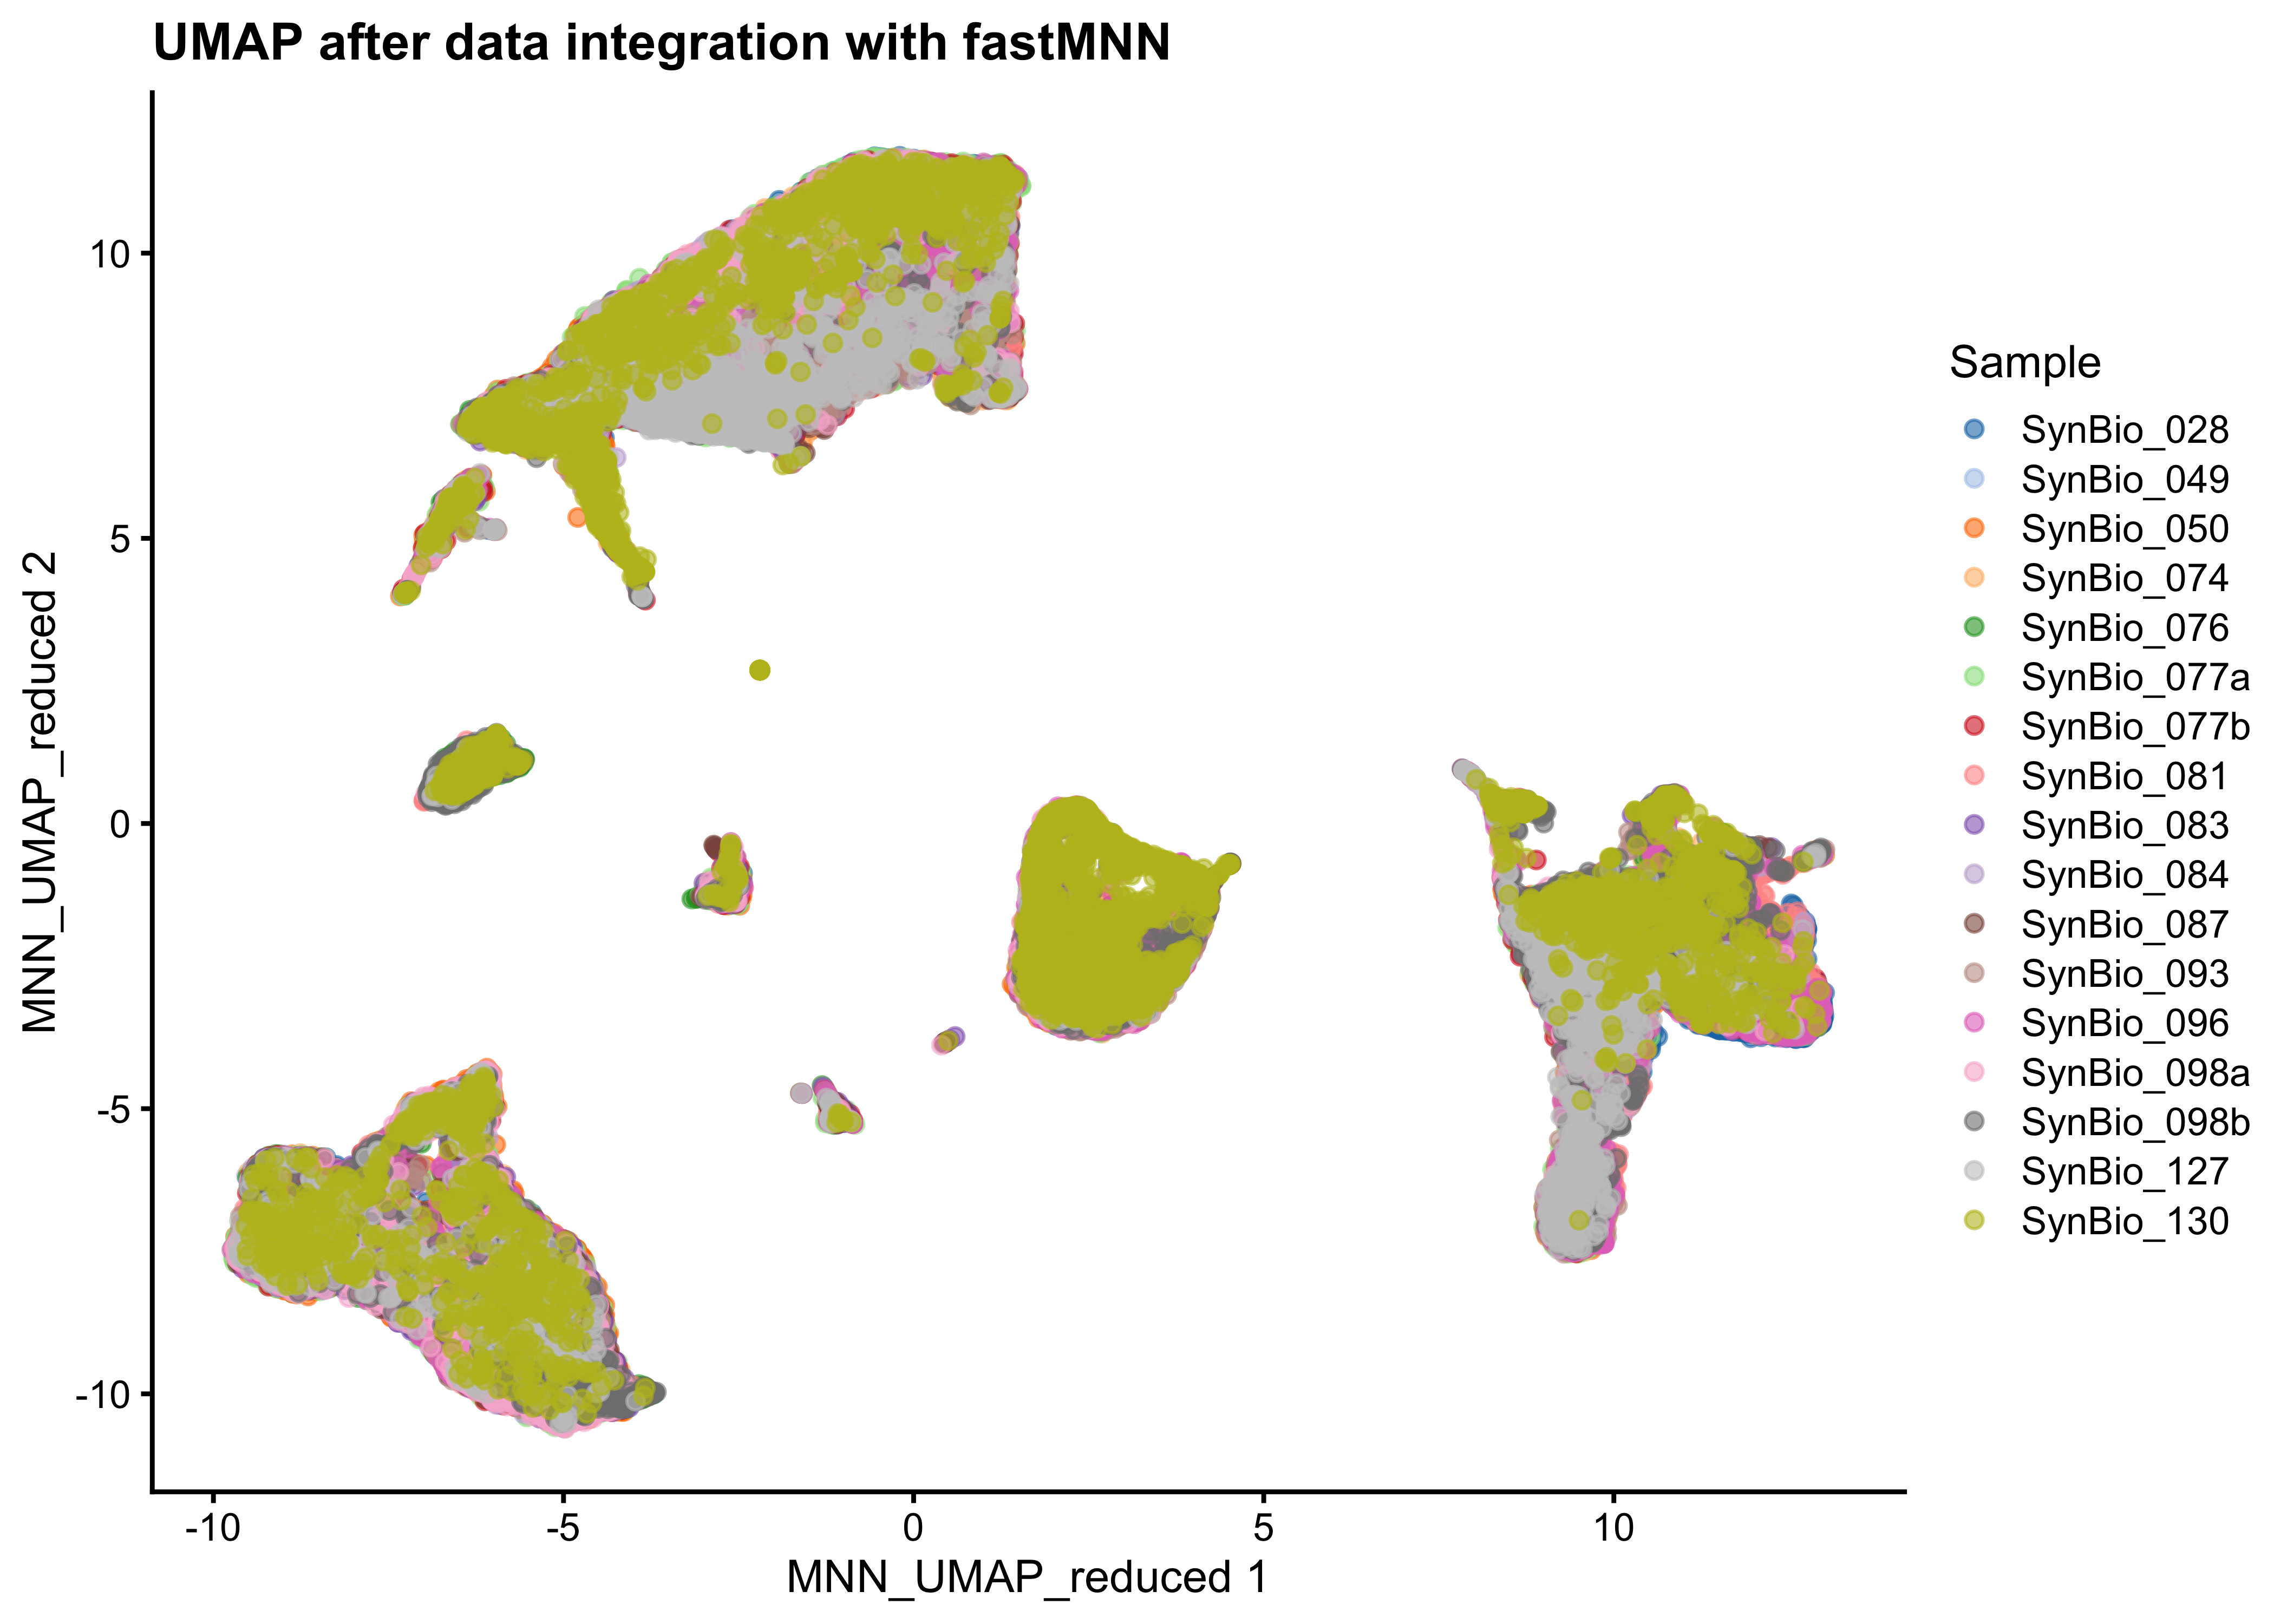 UMAP after data integration with fastMNN
MNN_UMAP_reduced 2
10
5
0
-5
-10
-10
-5
0
5
10
MNN_UMAP_reduced 1
Sample
SynBio_028
SynBio_049
SynBio_050
SynBio_074
SynBio_076
SynBio_077a
SynBio_077b
SynBio_081
SynBio_083
SynBio_084
SynBio_087
SynBio_093
SynBio_096
SynBio_098a
SynBio_098b
SynBio_127
SynBio_130